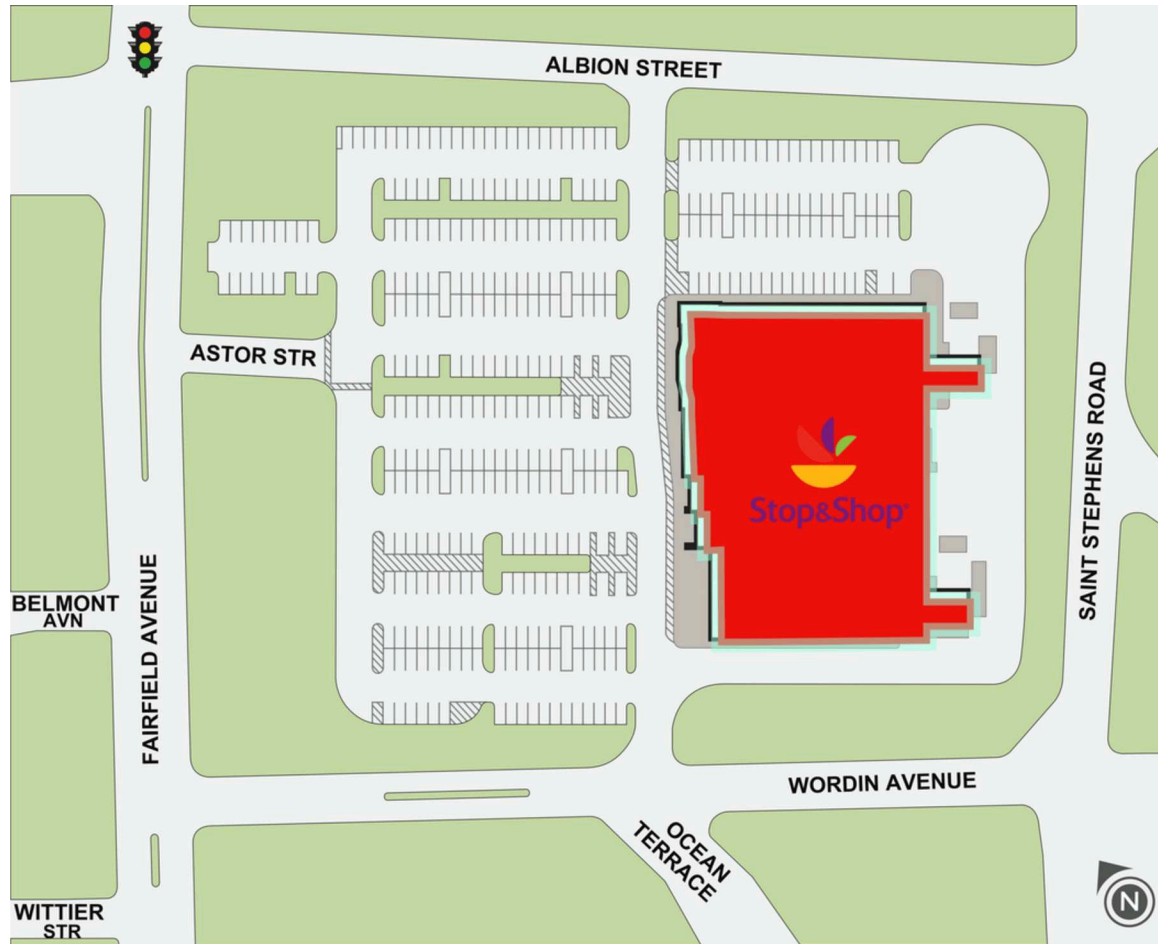 ALBION STREET
ASTOR STR
SAINT STEPHENS ROAD
Stop&Shop
BELMONT
AVN
FAIRFIELD AVENUE
WORDIN AVENUE
OCEAN
TERRACE
WITTIER
STR
N